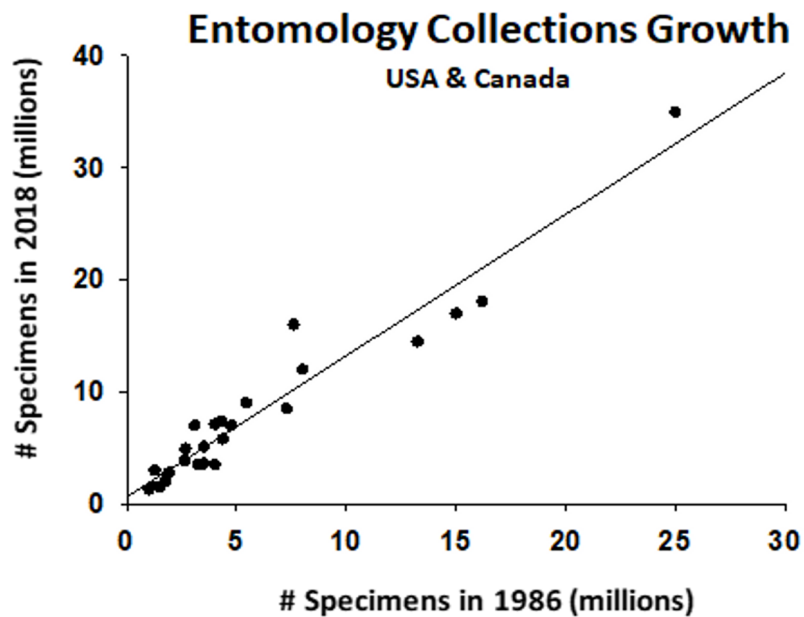 Entomology Collections Growth
USA & Canada
# Specimens in 2018 (millions)
40
30
20
10
0
0 5 10 15 20 25 30
# Specimens in 1986 (millions)